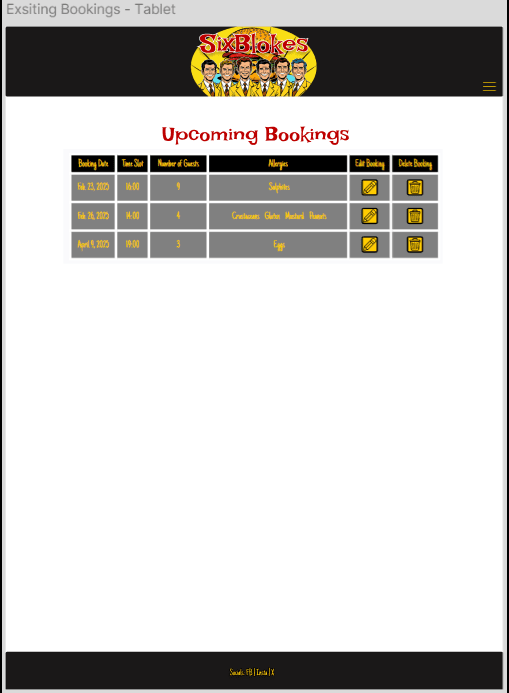 Exsiting Bookings - Tablet
SixBlokes
Upcoming Bookings
Booking Date Time Slot Number of Guests Allergies Edit Booking Delete Booking
Feb 23, 2025 16:00 9 Sulphites
Feb 26, 2025 14:00 4 Crustaceans Gluten Mustard Peanuts
April 9, 2025 19:00 3 Eggs
Socials: FB | Insta | X